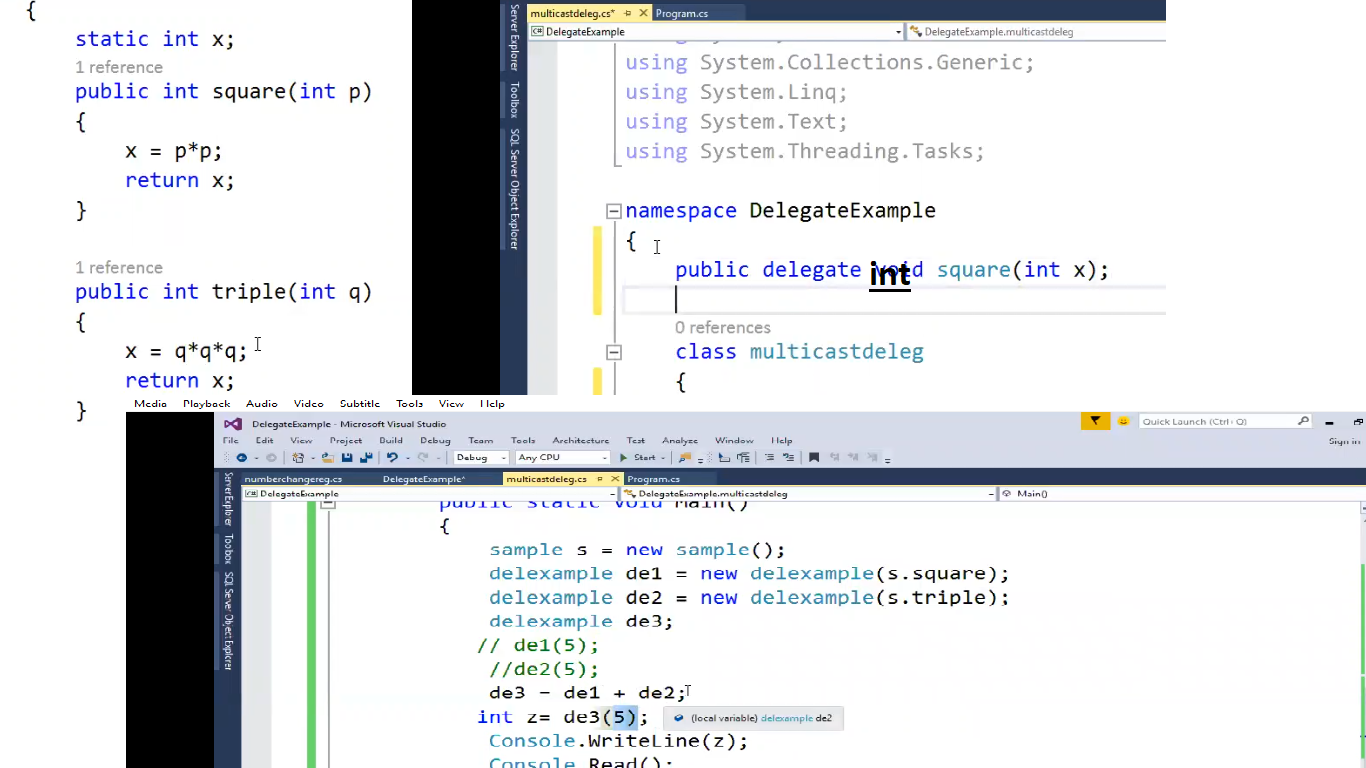 {
static int x;
1 reference
public int square(int p)
{
x = p*p;
return x;
}
1 reference
public int triple(int q)
{
x = q*q*q;
return x;
}
Server Explorer
Toolbox
SQL Server Object Explorer
multicastdeleg.cs*
Program.cs
DelegateExample
DelegateExample.multicastdeleg
using System.Collections.Generic;
using System.Linq;
using System.Text;
using System.Threading.Tasks;
namespace DelegateExample
{
public delegate void square(int x);
int
0 references
class multicastdeleg
{
Media Playback Audio Video Subtitle Tools View Help
DelegateExample - Microsoft Visual Studio
Quick Launch (Ctrl+Q)
File Edit View Project Build Debug Team Tools Architecture Test Analyze Window Help
Sign in
Debug Any CPU Start
Server Explorer
Toolbox
SQL Server Object Explorer
numberchangereg.cs DelegateExample* multicastdeleg.cs Program.cs
DelegateExample DelegateExample.multicastdeleg Main()
public static void Main()
{
sample s = new sample();
delexample de1 = new delexample(s.square);
delexample de2 = new delexample(s.triple);
delexample de3;
// de1(5);
//de2(5);
de3 - de1 + de2;
int z= de3(5);
(local variable) delexample de2
Console.WriteLine(z);
Console.Read();